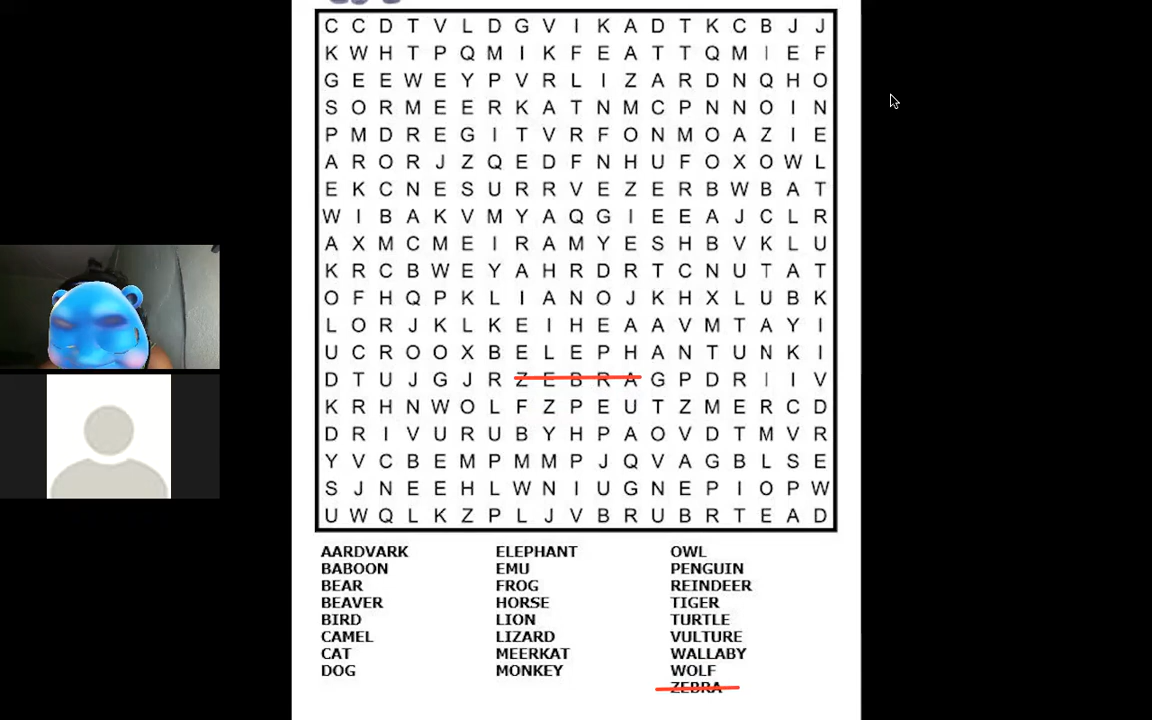 C C D T V L D G V I K A D T K C B J J
K W H T P Q M I K F E A T T Q M I E F
G E E W E Y P V R L I Z A R D N Q H O
S O R M E E R K A T N M C P N N O I N
P M D R E G I T V R F O N M O A Z I E
A R O R J Z Q E D F N H U F O X O W L
E K C N E S U R R V E Z E R B W B A T
W I B A K V M Y A Q G I E E A J C L R
A X M C M E I R A M Y E S H B V K L U
K R C B W E Y A H R D R T C N U T A T
O F H Q P K L I A N O J K H X L U B K
L O R J K L K E I H E A A V M T A Y I
U C R O O X B E L E P H A N T U N K I
D T U J G J R Z E B R A G P D R I I V
K R H N W O L F Z P E U T Z M E R C D
D R I V U R U B Y H P A O V D T M V R
Y V C B E M P M M P J Q V A G B L S E
S J N E E H L W N I U G N E P I O P W
U W Q L K Z P L J V B R U B R T E A D
AARDVARK ELEPHANT OWL
BABOON EMU PENGUIN
BEAR FROG REINDEER
BEAVER HORSE TIGER
BIRD LION TURTLE
CAMEL LIZARD VULTURE
CAT MEERKAT WALLABY
DOG MONKEY WOLF
ZEBRA